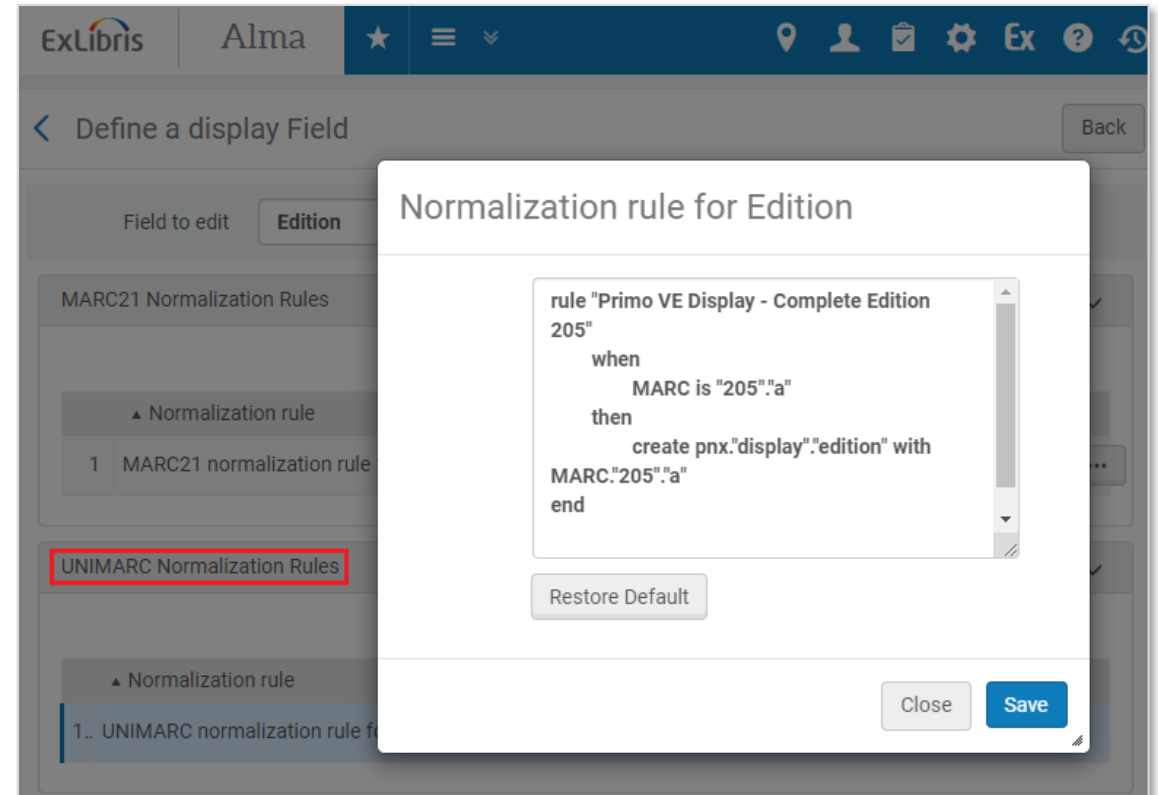 ExLibris Alma Ex
Define a display Field
Back
Field to edit Edition
Normalization rule for Edition
MARC21 Normalization Rules
▲ Normalization rule
1 MARC21 normalization rule
...
rule "Primo VE Display - Complete Edition
205"
when
MARC is "205"."a"
then
create pnx."display"."edition" with
MARC."205"."a"
end
Restore Default
UNIMARC Normalization Rules
▲ Normalization rule
1.. UNIMARC normalization rule
Close Save